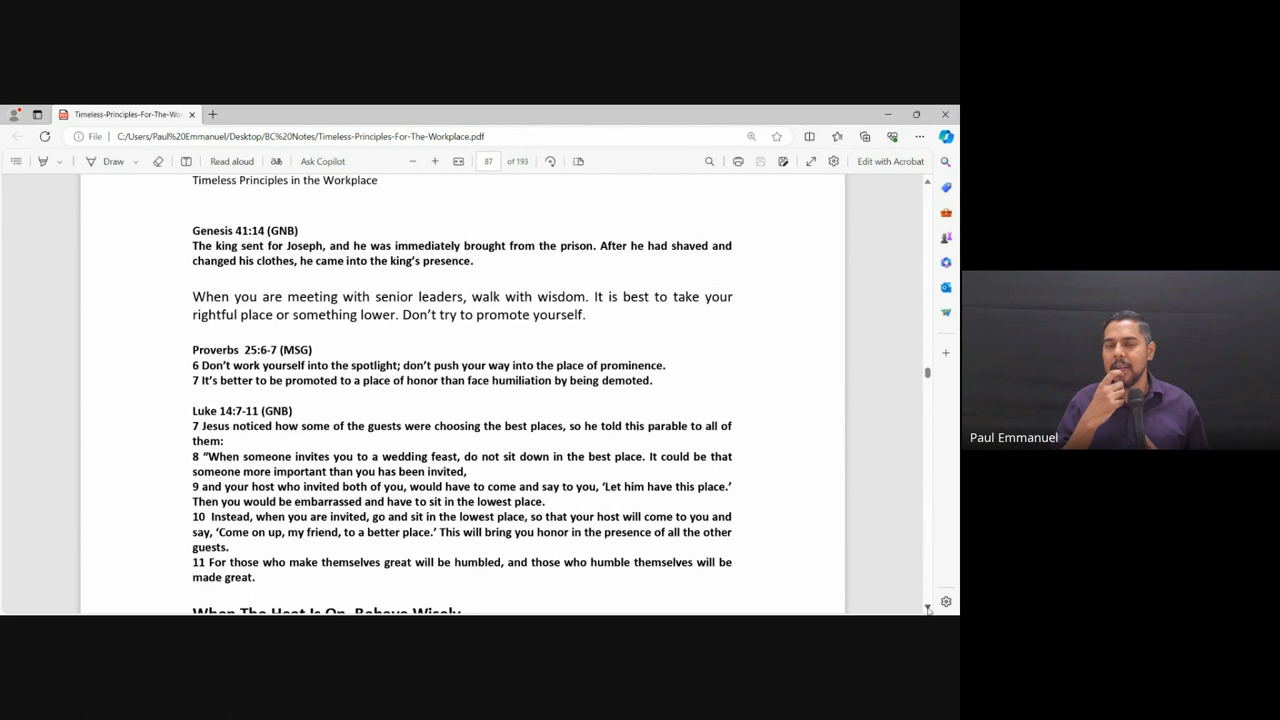 Timeless-Principles-For-The-Wo
File
C:/Users/Paul%20Emmanuel/Desktop/BC%20Notes/Timeless-Principles-For-The-Workplace.pdf
Draw
Read aloud
Ask Copilot
87 of 193
Edit with Acrobat
Timeless Principles in the Workplace
Genesis 41:14 (GNB)
The king sent for Joseph, and he was immediately brought from the prison. After he had shaved and
changed his clothes, he came into the king's presence.
When you are meeting with senior leaders, walk with wisdom. It is best to take your
rightful place or something lower. Don't try to promote yourself.
Proverbs 25:6-7 (MSG)
6 Don't work yourself into the spotlight; don't push your way into the place of prominence.
7 It's better to be promoted to a place of honor than face humiliation by being demoted.
Luke 14:7-11 (GNB)
7 Jesus noticed how some of the guests were choosing the best places, so he told this parable to all of
them:
8 "When someone invites you to a wedding feast, do not sit down in the best place. It could be that
someone more important than you has been invited,
9 and your host who invited both of you, would have to come and say to you, 'Let him have this place.'
Then you would be embarrassed and have to sit in the lowest place.
10 Instead, when you are invited, go and sit in the lowest place, so that your host will come to you and
say, 'Come on up, my friend, to a better place.' This will bring you honor in the presence of all the other
guests.
11 For those who make themselves great will be humbled, and those who humble themselves will be
made great.
When The Heat Is On, Behave Wisely
Paul Emmanuel